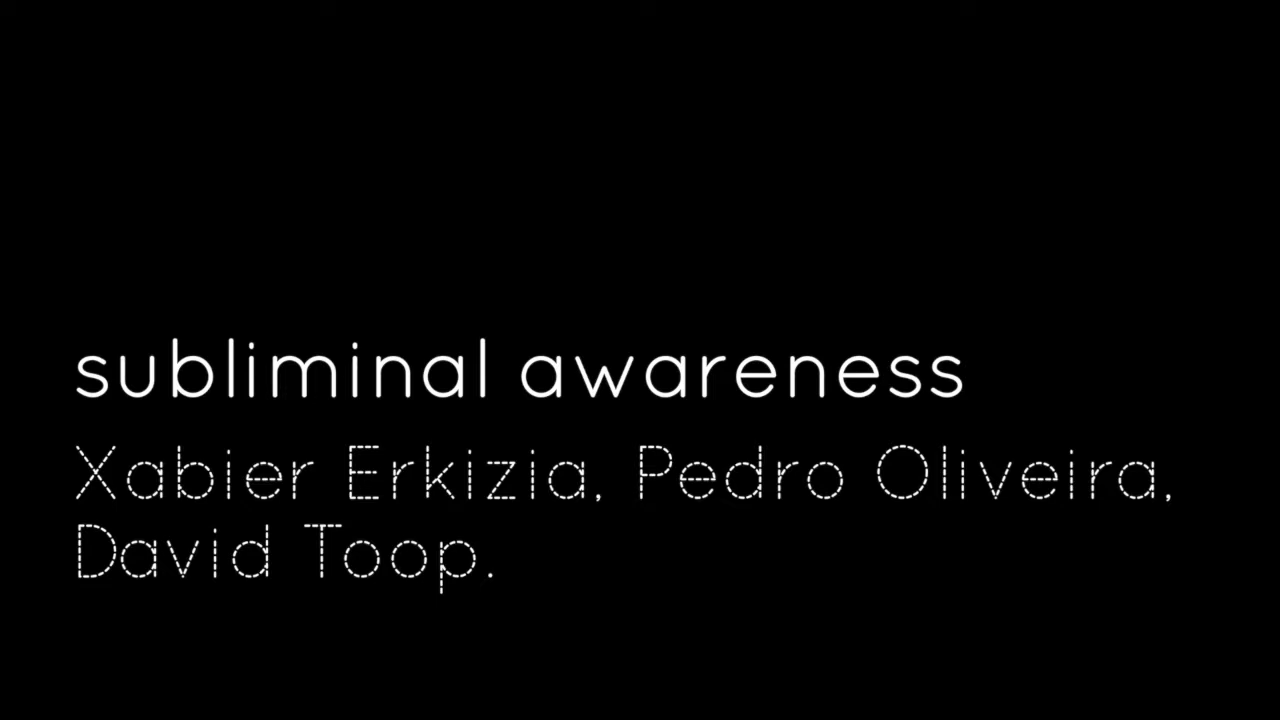 subliminal awareness
Xabier Erkizia, Pedro Oliveira,
David Toop.